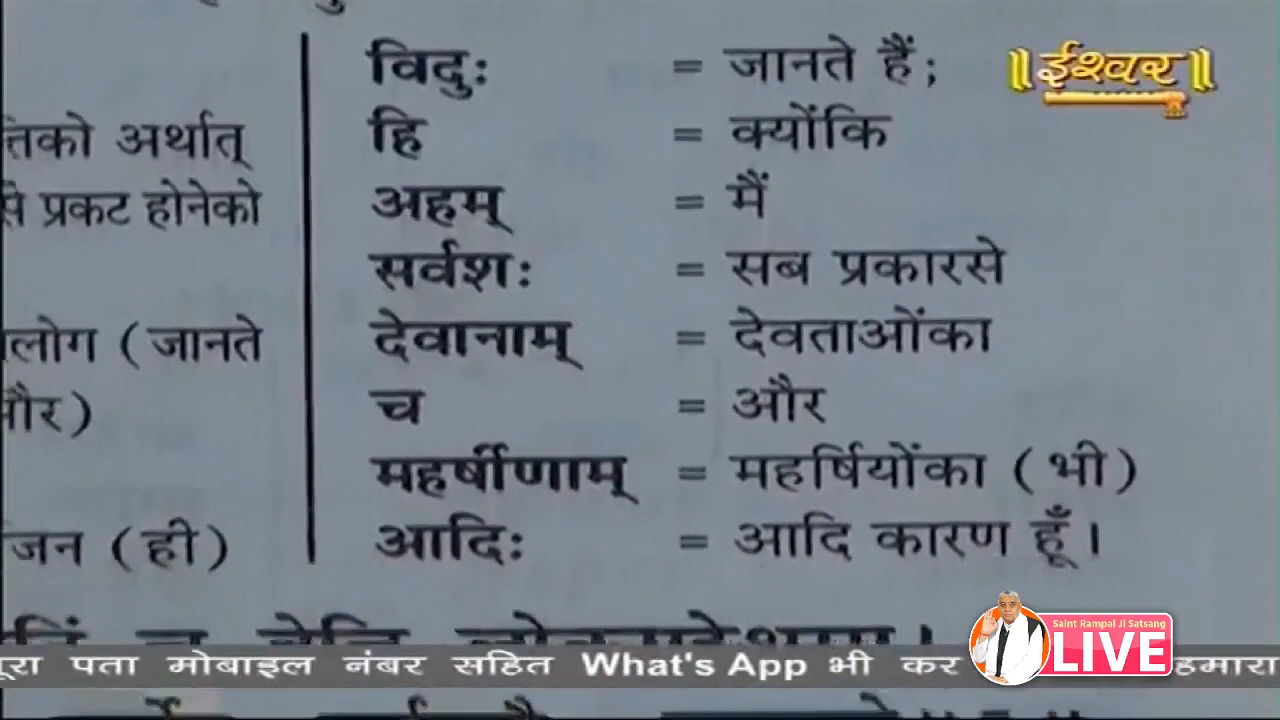 विदुः = जानते हैं;
॥ईश्वर॥
तिको अर्थात् हि = क्योंकि
से प्रकट होनेको अहम् = मैं
सर्वशः = सब प्रकारसे
लोग (जानते देवानाम् = देवताओंका
और) च = और
महर्षीणाम् = महर्षियोंका (भी)
जन (ही) आदिः = आदि कारण हूँ।
Saint Rampal Ji Satsang
LIVE
पूरा पता मोबाइल नंबर सहित What's App भी कर हमारा